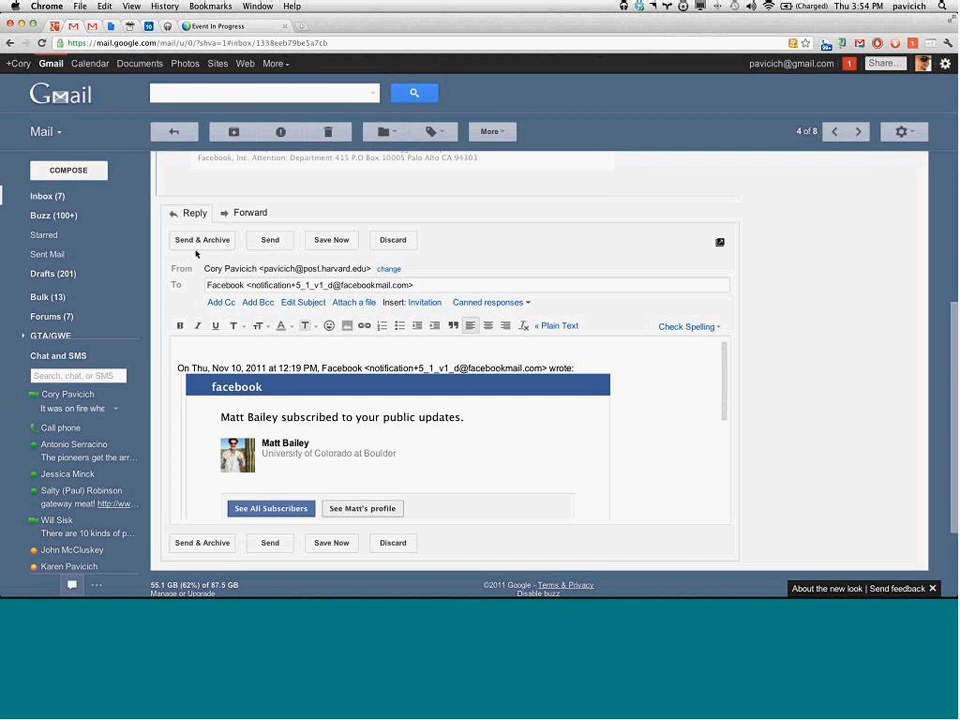 Chrome File Edit View History Bookmarks Window Help (Charged) Thu 3:54 PM pavicich
Event In Progress
https://mail.google.com/mail/u/0/?shva=1#inbox/1338eeb79be5a7cb
+Cory Gmail Calendar Documents Photos Sites Web More pavicich@gmail.com 1 Share...
Gmail
Mail More 4 of 8
Facebook, Inc. Attention: Department 415 P.O Box 10005 Palo Alto CA 94303
COMPOSE
Inbox (7)
Buzz (100+)
Starred
Sent Mail
Drafts (201)
Bulk (13)
Forums (7)
GTA/GWE
Chat and SMS
Search, chat, or SMS
Cory Pavicich
It was on fire whe
Call phone
Antonio Serracino
The pioneers get the arr...
Jessica Minck
Salty (Paul) Robinson
gateway meat! http://ww...
Will Sisk
There are 10 kinds of p...
John McCluskey
Karen Pavicich
Reply Forward
Send & Archive Send Save Now Discard
From Cory Pavicich <pavicich@post.harvard.edu> change
To Facebook <notification+5_1_v1_d@facebookmail.com>
Add Cc Add Bcc Edit Subject Attach a file Insert: Invitation Canned responses
B I U T TT A T « Plain Text Check Spelling
On Thu, Nov 10, 2011 at 12:19 PM, Facebook <notification+5_1_v1_d@facebookmail.com> wrote:
facebook
Matt Bailey subscribed to your public updates.
Matt Bailey
University of Colorado at Boulder
See All Subscribers See Matt's profile
Send & Archive Send Save Now Discard
55.1 GB (62%) of 87.5 GB ©2011 Google - Terms & Privacy
Manage or Upgrade Disable buzz
About the new look | Send feedback